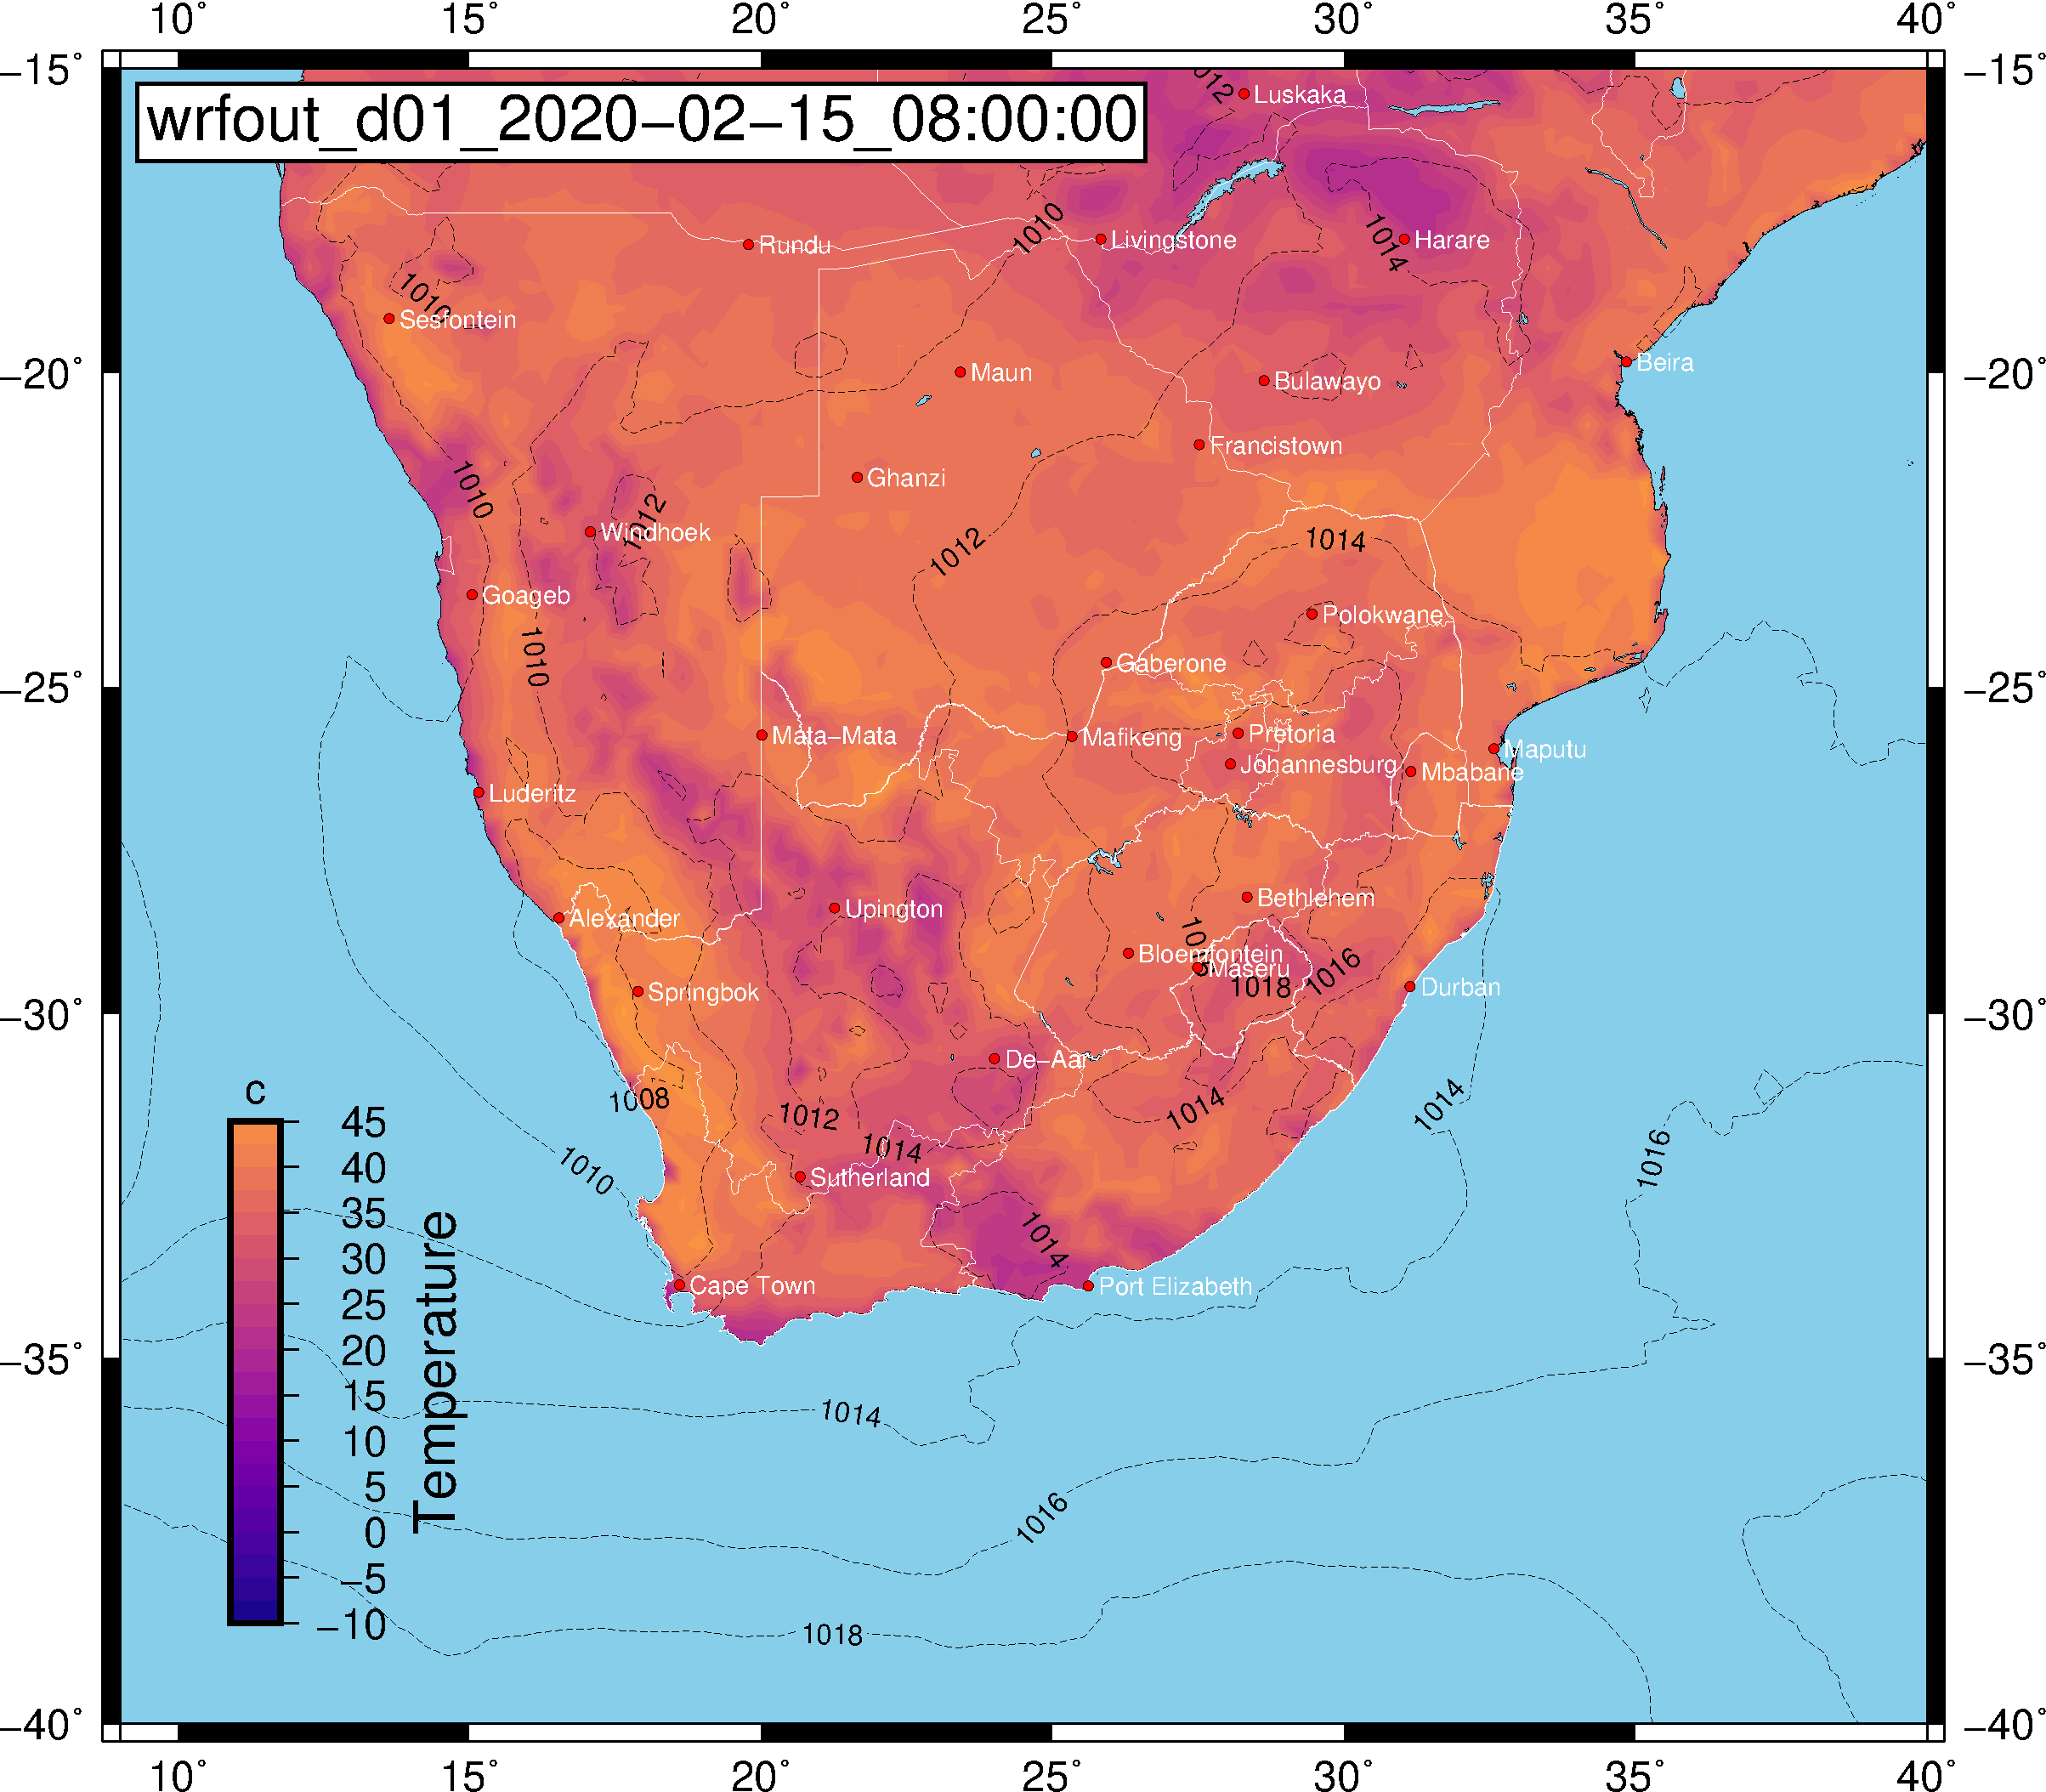 10° 15° 20° 25° 30° 35° 40°
−15° −15°
wrfout_d01_2020−02−15_08:00:00
1012
Luskaka
1010
Rundu
Livingstone
1014
Harare
1010
Sesfontein
−20° −20°
Maun
Bulawayo
Beira
Francistown
1010
Ghanzi
1012
Windhoek
1012
1014
Goageb
Polokwane
1010
Gaberone
−25° −25°
Mata−Mata
Mafikeng
Pretoria
Maputu
Johannesburg
Mbabane
Luderitz
Bethlehem
Upington
Alexander
Bloemfontein
Maseru
1016
1018
Durban
Springbok
−30° −30°
De−Aar
c
1008
1012
1014
1014
1014
1014
1016
1010
Sutherland
1014
Cape Town
Port Elizabeth
45
40
35
30
25
20
15
10
5
0
−5
−10
Temperature
−35° −35°
1014
1016
1018
−40° −40°
10° 15° 20° 25° 30° 35° 40°